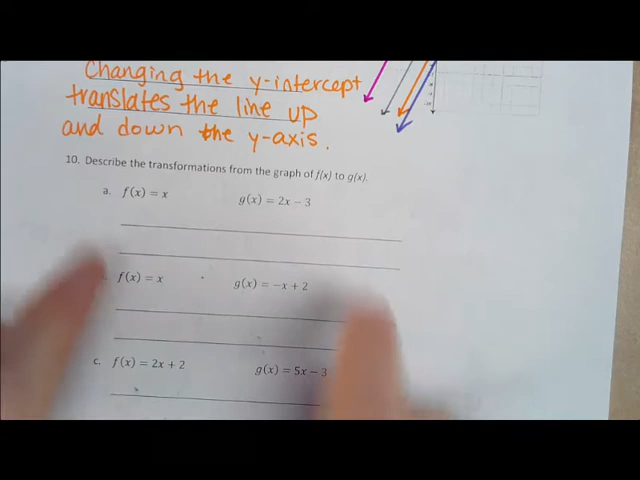 Changing the y-intercept
translates the line up
and down the y-axis.
10. Describe the transformations from the graph of f(x) to g(x).
a. f(x) = x g(x) = 2x − 3
f(x) = x g(x) = −x + 2
c. f(x) = 2x + 2 g(x) = 5x − 3